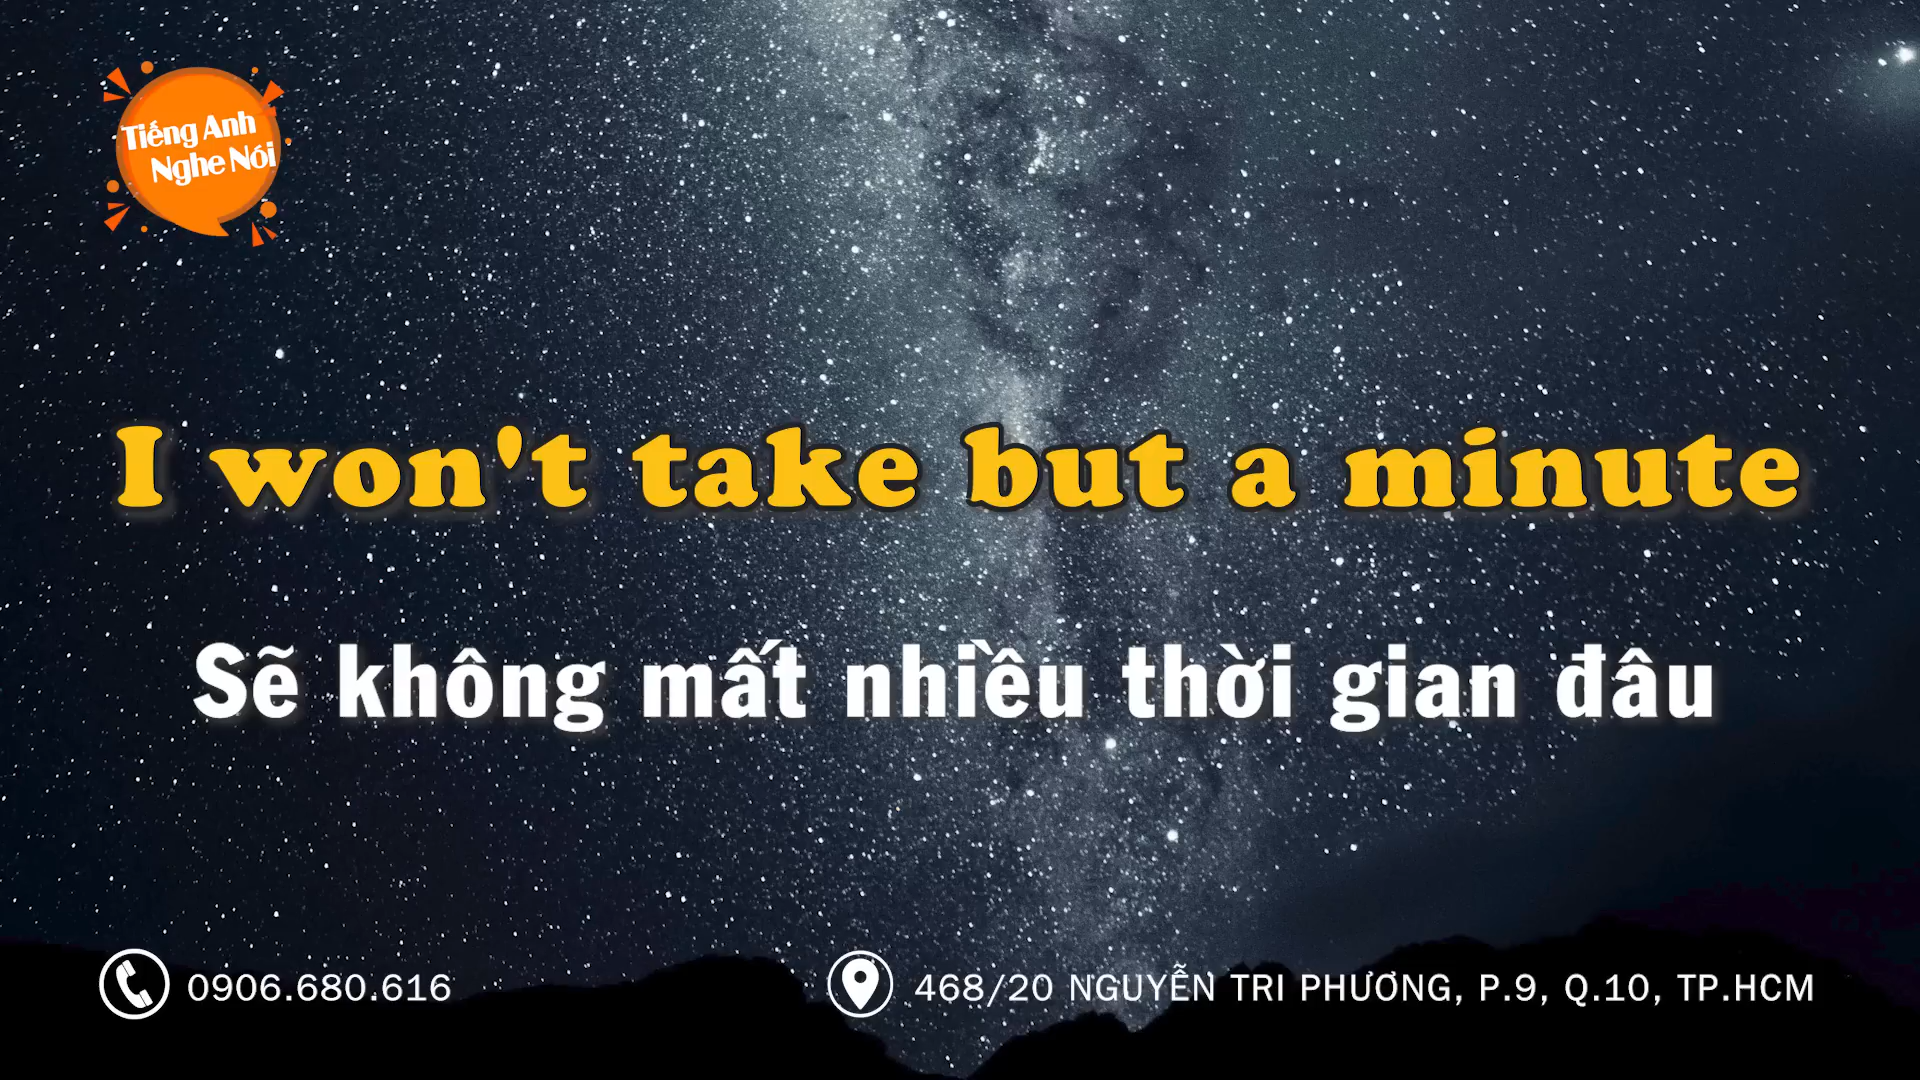 Tiếng Anh
Nghe Nói
I won't take but a minute
Sẽ không mất nhiều thời gian đâu
0906.680.616
468/20 NGUYỄN TRI PHƯƠNG, P.9, Q.10, TP.HCM